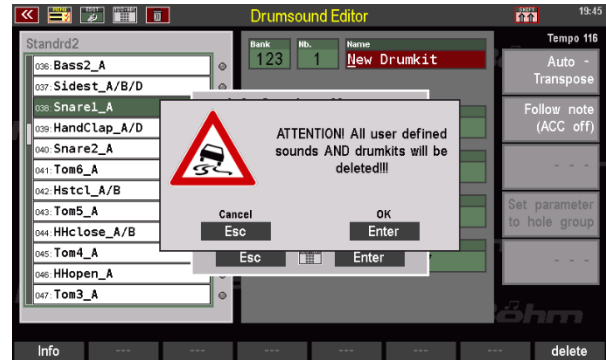 Drumsound Editor
19:45
Standrd2
036: Bass2_A
037: Sidest_A/B/D
038: Snare1_A
039: HandClap_A/D
040: Snare2_A
041: Tom6_A
042: Hstcl_A/B
043: Tom5_A
044: HHclose_A/B
045: Tom4_A
046: HHopen_A
047: Tom3_A
Bank
123
Nb.
1
Name
New Drumkit
ATTENTION! All user defined
sounds AND drumkits will be
deleted!!!
Cancel
Esc
OK
Enter
Esc
Enter
Tempo 116
Auto -
Transpose
Follow note
(ACC off)
- - -
Set parameter
to hole group
- - -
Böhm
Info
---
---
---
---
---
---
delete